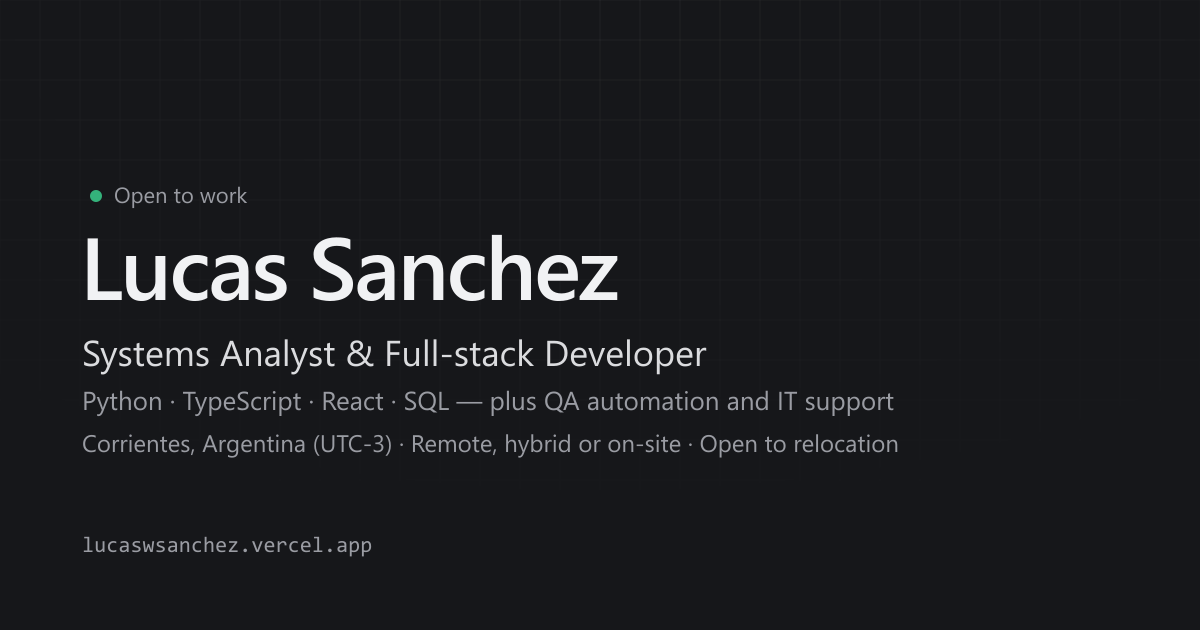 Open to work
Lucas Sanchez
Systems Analyst & Full-stack Developer
Python · TypeScript · React · SQL — plus QA automation and IT support
Corrientes, Argentina (UTC-3) · Remote, hybrid or on-site · Open to relocation
lucaswsanchez.vercel.app